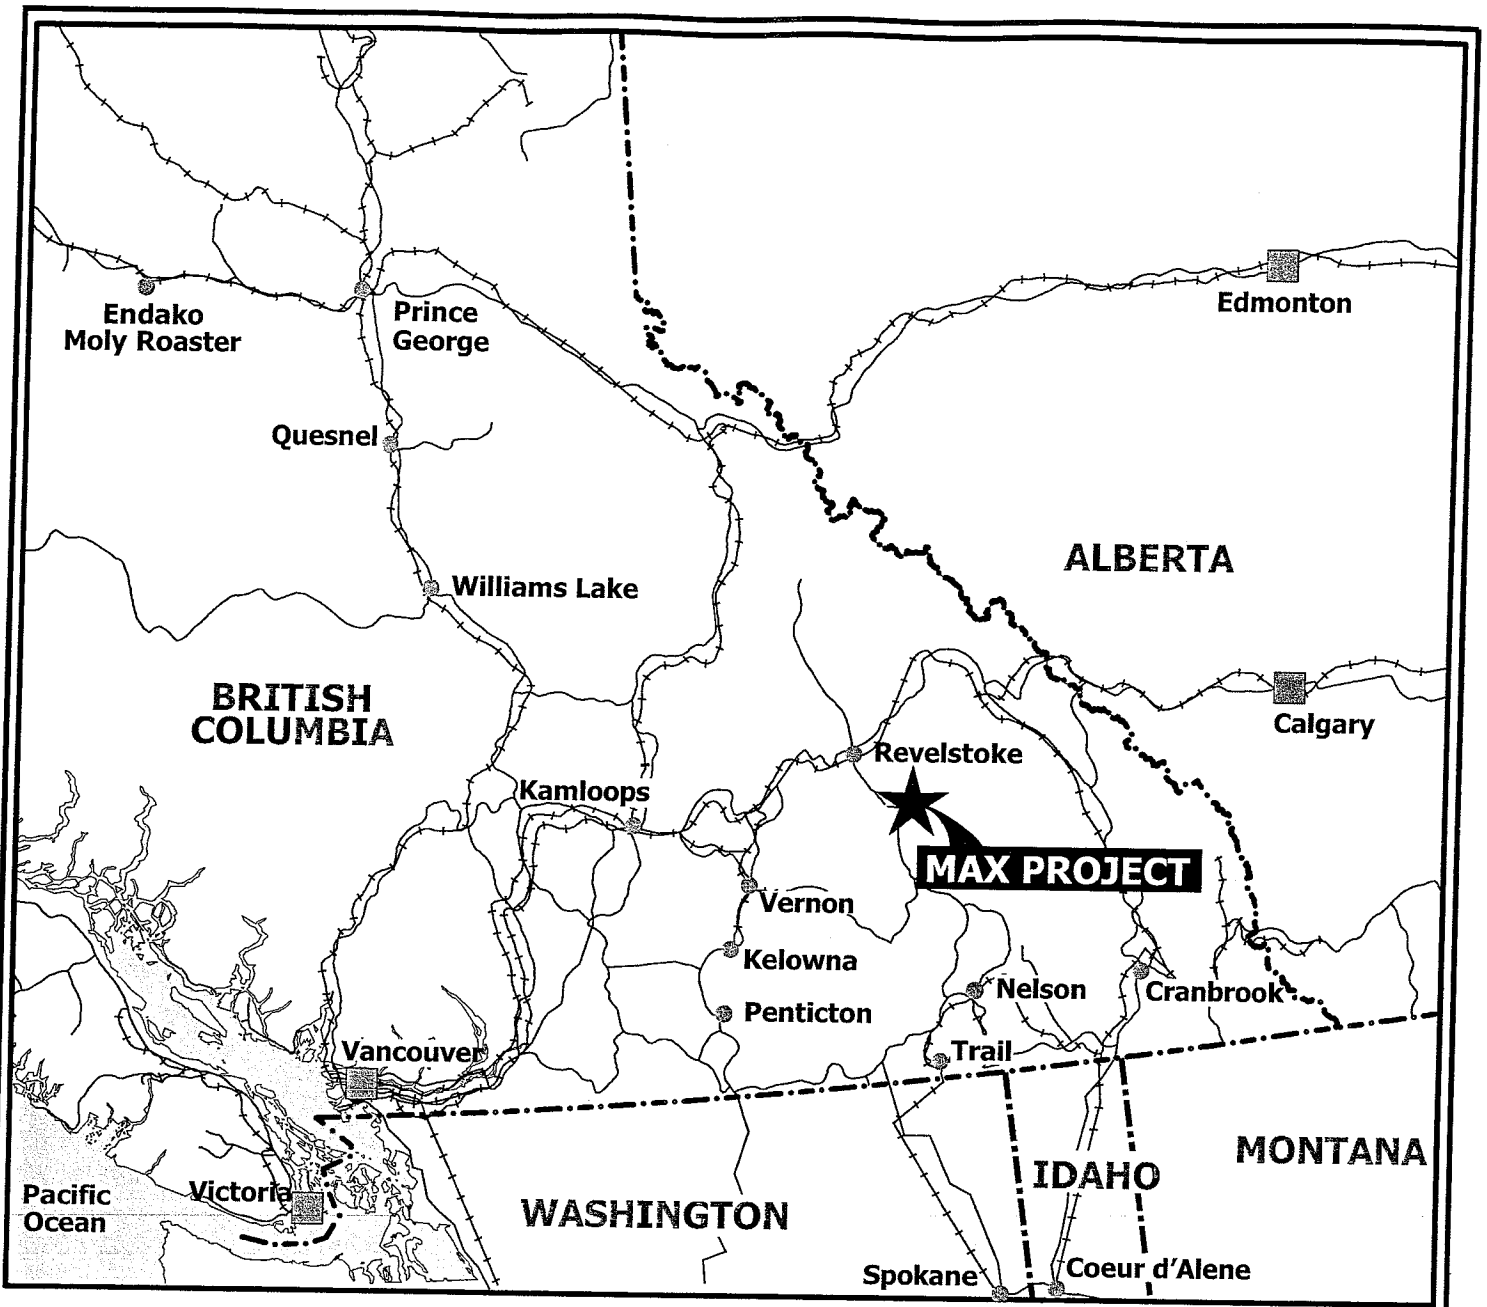 Edmonton
Endako
Moly Roaster
Prince
George
Quesnel
ALBERTA
Williams Lake
BRITISH
COLUMBIA
Calgary
Revelstoke
Kamloops
MAX PROJECT
Vernon
Kelowna
Nelson
Cranbrook
Penticton
Vancouver
Trail
MONTANA
IDAHO
Pacific
Ocean
Victoria
WASHINGTON
Spokane
Coeur d'Alene